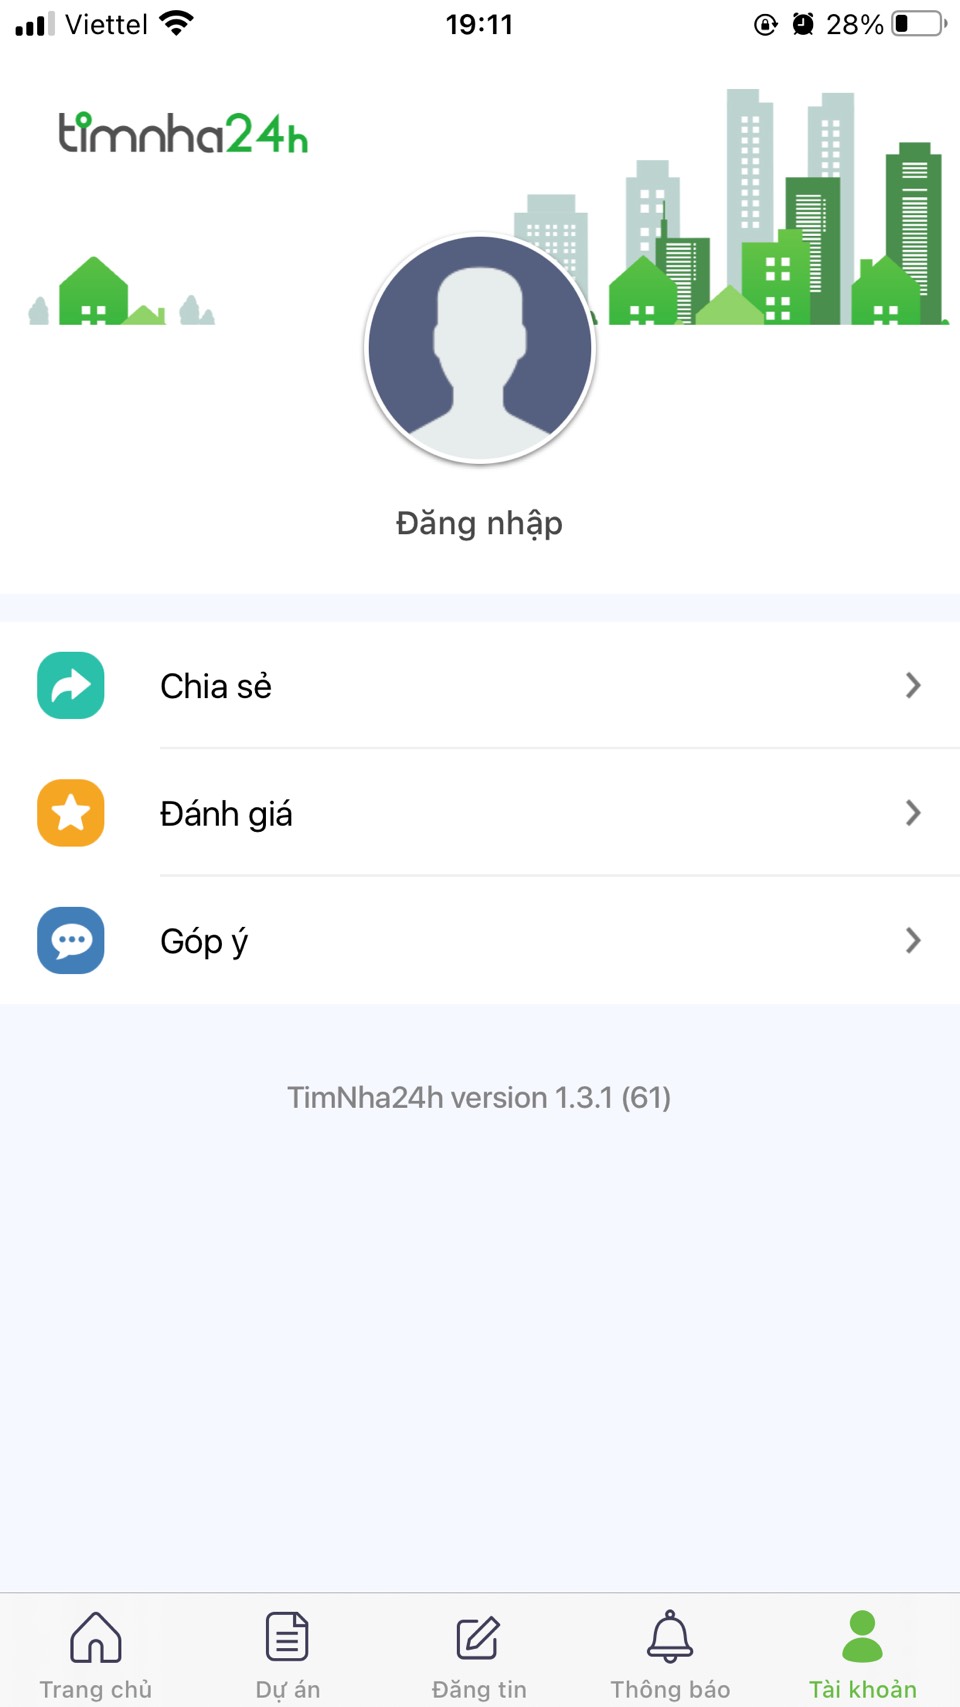 Viettel 19:11 28%
timnha24h
Đăng nhập
Chia sẻ
Đánh giá
Góp ý
TimNha24h version 1.3.1 (61)
Trang chủ Dự án Đăng tin Thông báo Tài khoản